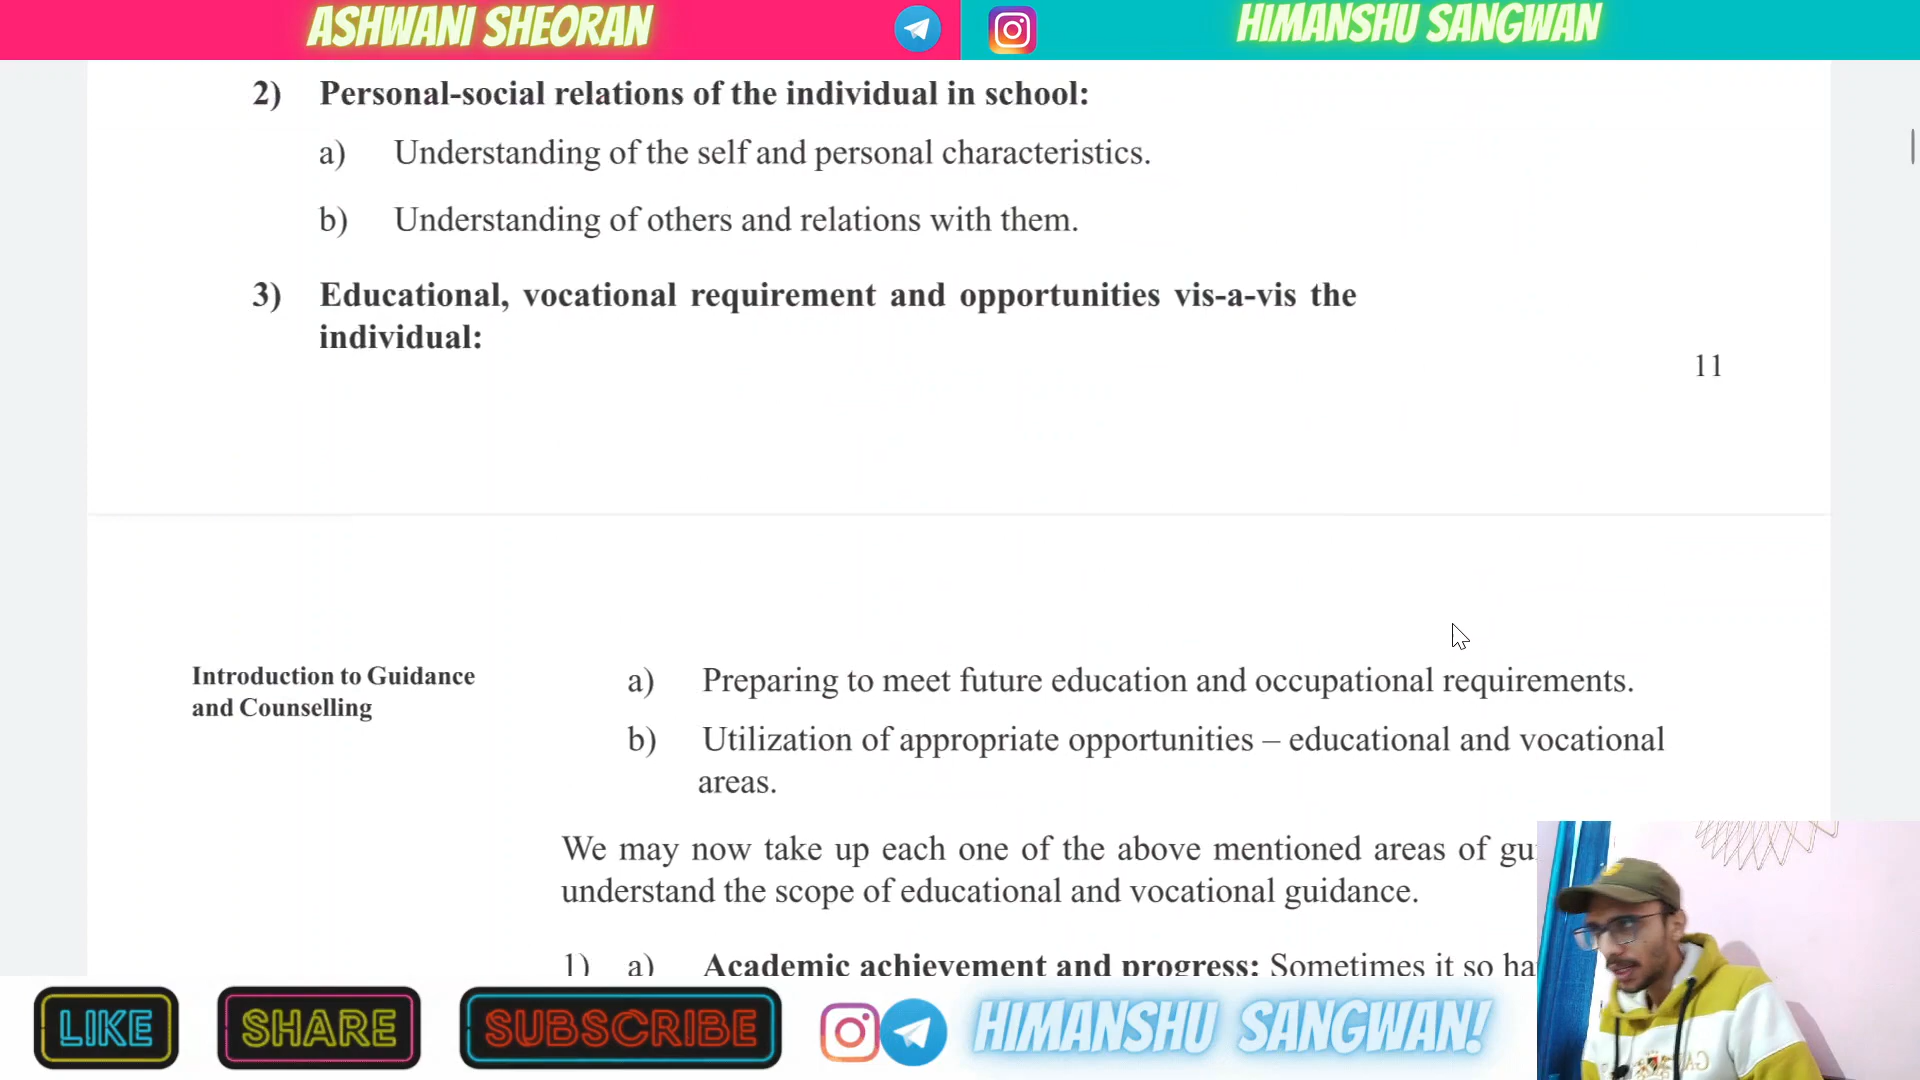 ASHWANI SHEORAN
HIMANSHU SANGWAN
2) Personal-social relations of the individual in school:
a) Understanding of the self and personal characteristics.
b) Understanding of others and relations with them.
3) Educational, vocational requirement and opportunities vis-a-vis the
individual:
11
Introduction to Guidance
and Counselling
a) Preparing to meet future education and occupational requirements.
b) Utilization of appropriate opportunities – educational and vocational
areas.
We may now take up each one of the above mentioned areas of
understand the scope of educational and vocational guidance.
1) a) Academic achievement and progress: Sometimes it so
LIKE
SHARE
SUBSCRIBE
HIMANSHU SANGWAN!